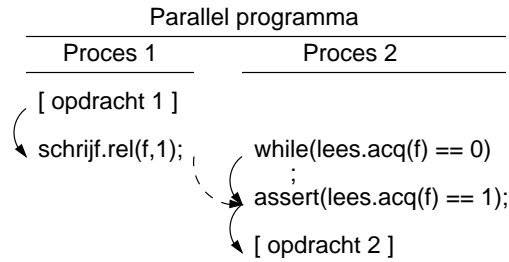 Parallel programma
Proces 1 Proces 2
[ opdracht 1 ]
schrijf.rel(f,1); while(lees.acq(f) == 0)
;
assert(lees.acq(f) == 1);
[ opdracht 2 ]